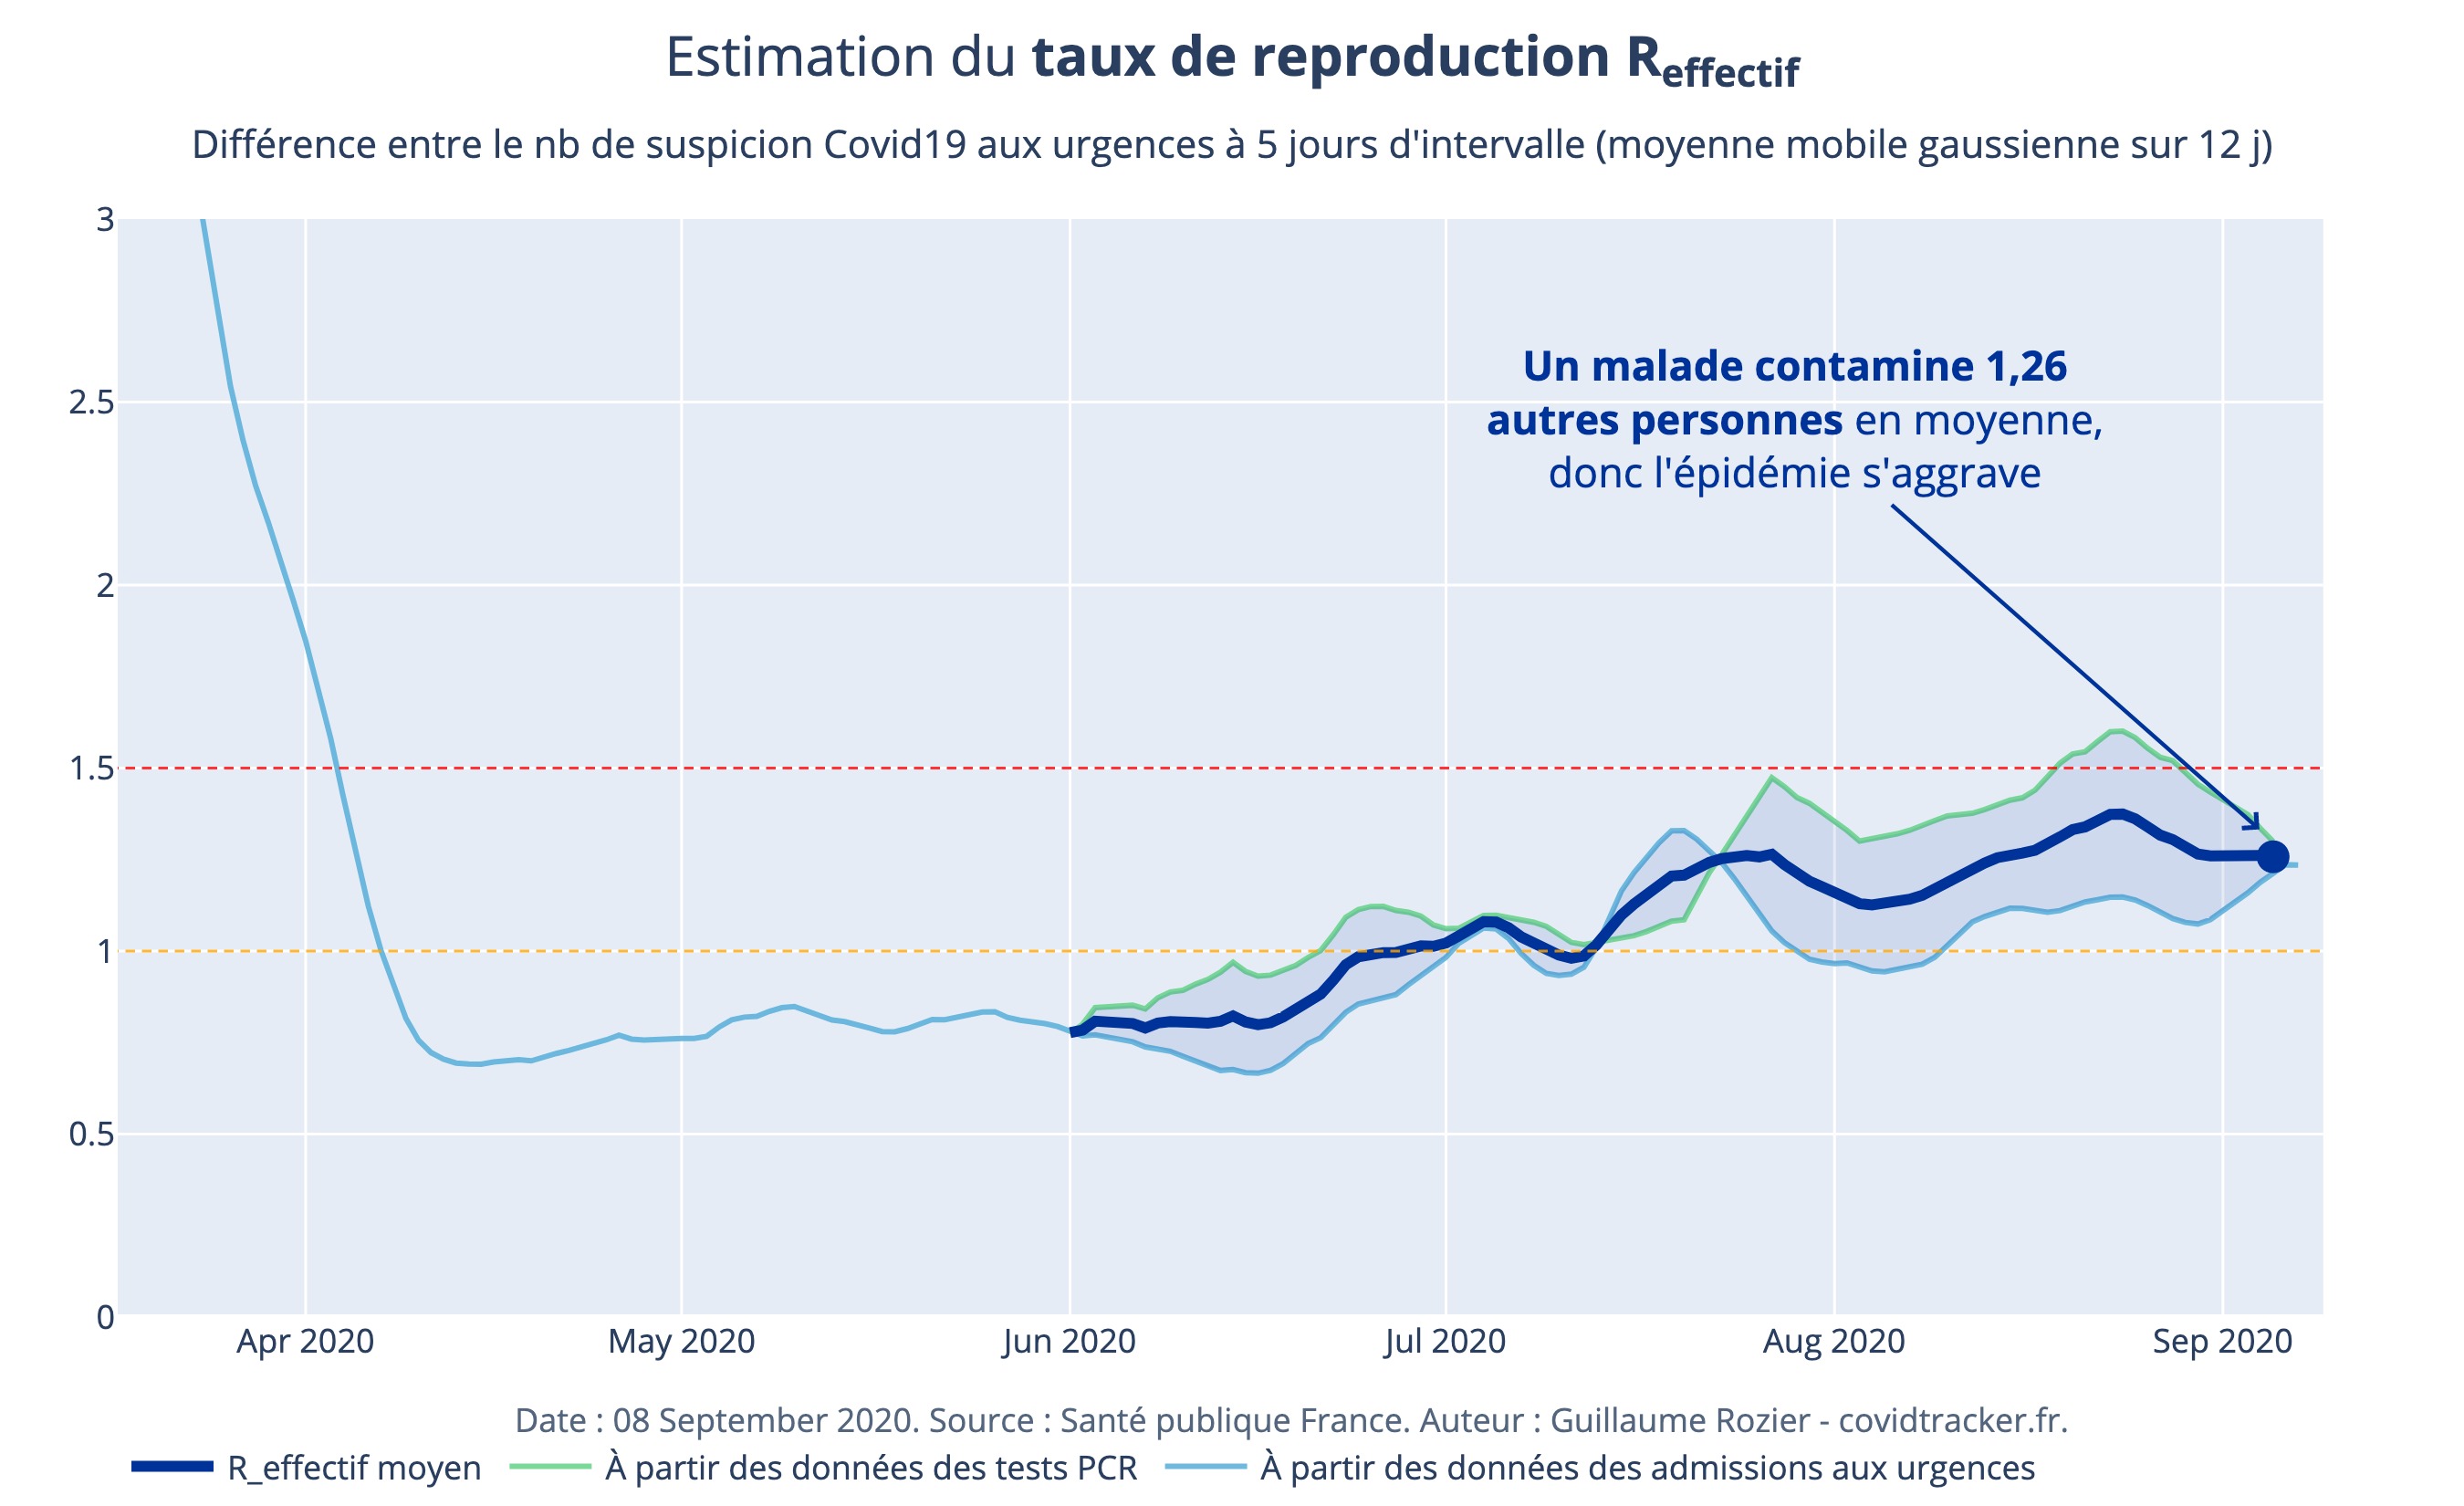 Estimation du taux de reproduction Reffectif
Différence entre le nb de suspicion Covid19 aux urgences à 5 jours d'intervalle (moyenne mobile gaussienne sur 12 j)
3
2.5
2
1.5
1
0.5
0
Un malade contamine 1,26
autres personnes en moyenne,
donc l'épidémie s'aggrave
Apr 2020 May 2020 Jun 2020 Jul 2020 Aug 2020 Sep 2020
Date : 08 September 2020. Source : Santé publique France. Auteur : Guillaume Rozier - covidtracker.fr.
R_effectif moyen À partir des données des tests PCR À partir des données des admissions aux urgences